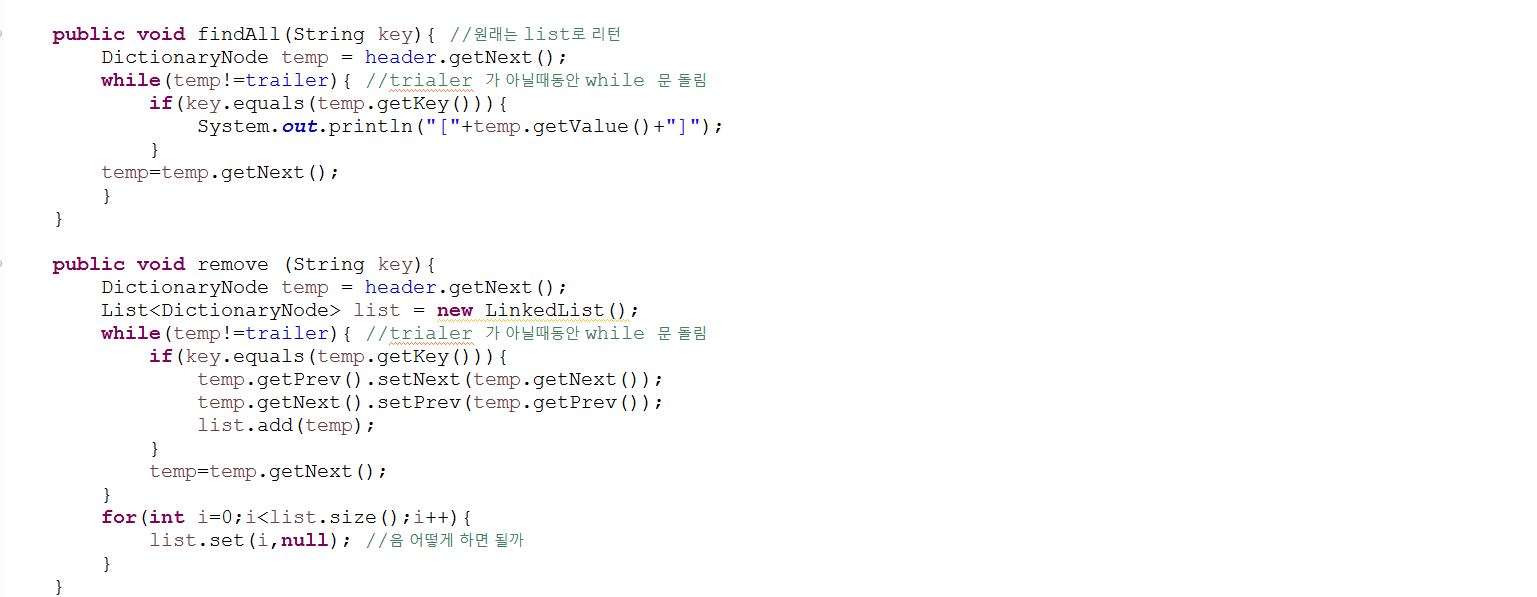 public void findAll(String key){ //원래는 list로 리턴
DictionaryNode temp = header.getNext();
while(temp!=trailer){ //trialer 가 아닐때동안 while 문 돌림
if(key.equals(temp.getKey())){
System.out.println("["+temp.getValue()+"]");
}
temp=temp.getNext();
}
}
public void remove (String key){
DictionaryNode temp = header.getNext();
List<DictionaryNode> list = new LinkedList();
while(temp!=trailer){ //trialer 가 아닐때동안 while 문 돌림
if(key.equals(temp.getKey())){
temp.getPrev().setNext(temp.getNext());
temp.getNext().setPrev(temp.getPrev());
list.add(temp);
}
temp=temp.getNext();
}
for(int i=0;i<list.size();i++){
list.set(i,null); //음 어떻게 하면 될까
}
}